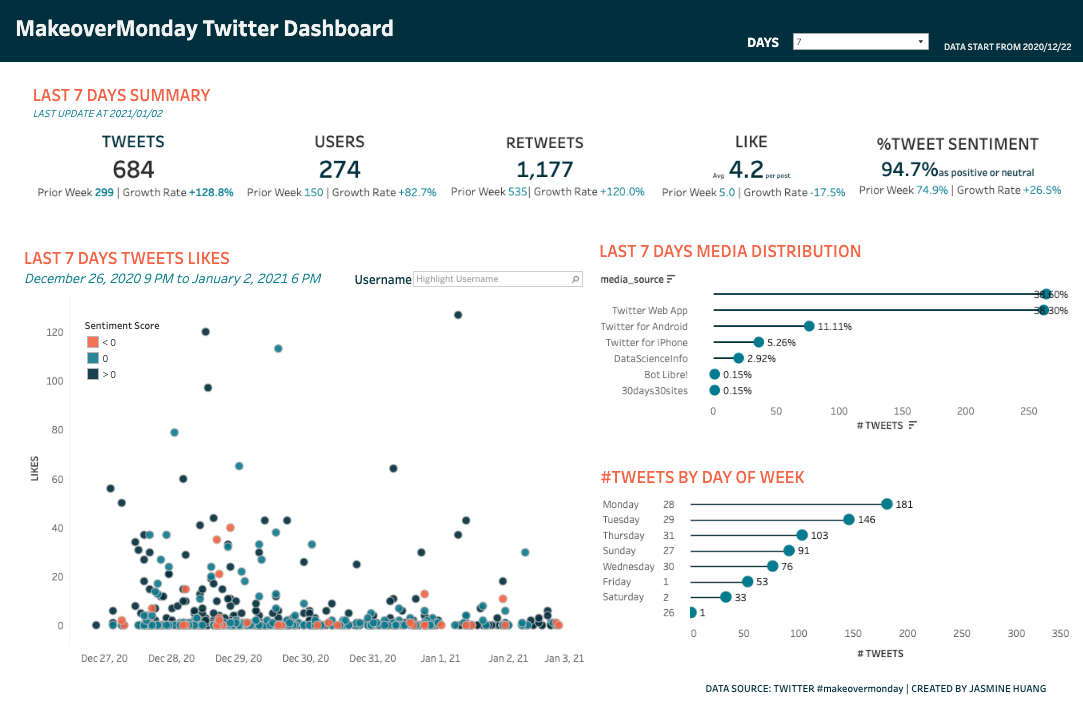 MakeoverMonday Twitter Dashboard
DAYS 7 DATA START FROM 2020/12/22
LAST 7 DAYS SUMMARY
LAST UPDATE AT 2021/01/02
TWEETS
684
Prior Week 299 | Growth Rate +128.8%
USERS
274
Prior Week 150 | Growth Rate +82.7%
RETWEETS
1,177
Prior Week 535| Growth Rate +120.0%
LIKE
Avg 4.2 per post
Prior Week 5.0 | Growth Rate -17.5%
%TWEET SENTIMENT
94.7%as positive or neutral
Prior Week 74.9% | Growth Rate +26.5%
LAST 7 DAYS TWEETS LIKES
December 26, 2020 9 PM to January 2, 2021 6 PM
Username Highlight Username
Sentiment Score
< 0
0
> 0
LIKES
120
100
80
60
40
20
0
Dec 27, 20 Dec 28, 20 Dec 29, 20 Dec 30, 20 Dec 31, 20 Jan 1, 21 Jan 2, 21 Jan 3, 21
LAST 7 DAYS MEDIA DISTRIBUTION
media_source
38.60%
Twitter Web App 38.30%
Twitter for Android 11.11%
Twitter for iPhone 5.26%
DataScienceInfo 2.92%
Bot Libre! 0.15%
30days30sites 0.15%
0 50 100 150 200 250
# TWEETS
#TWEETS BY DAY OF WEEK
Monday 28 181
Tuesday 29 146
Thursday 31 103
Sunday 27 91
Wednesday 30 76
Friday 1 53
Saturday 2 33
26 1
0 50 100 150 200 250 300 350
# TWEETS
DATA SOURCE: TWITTER #makeovermonday | CREATED BY JASMINE HUANG